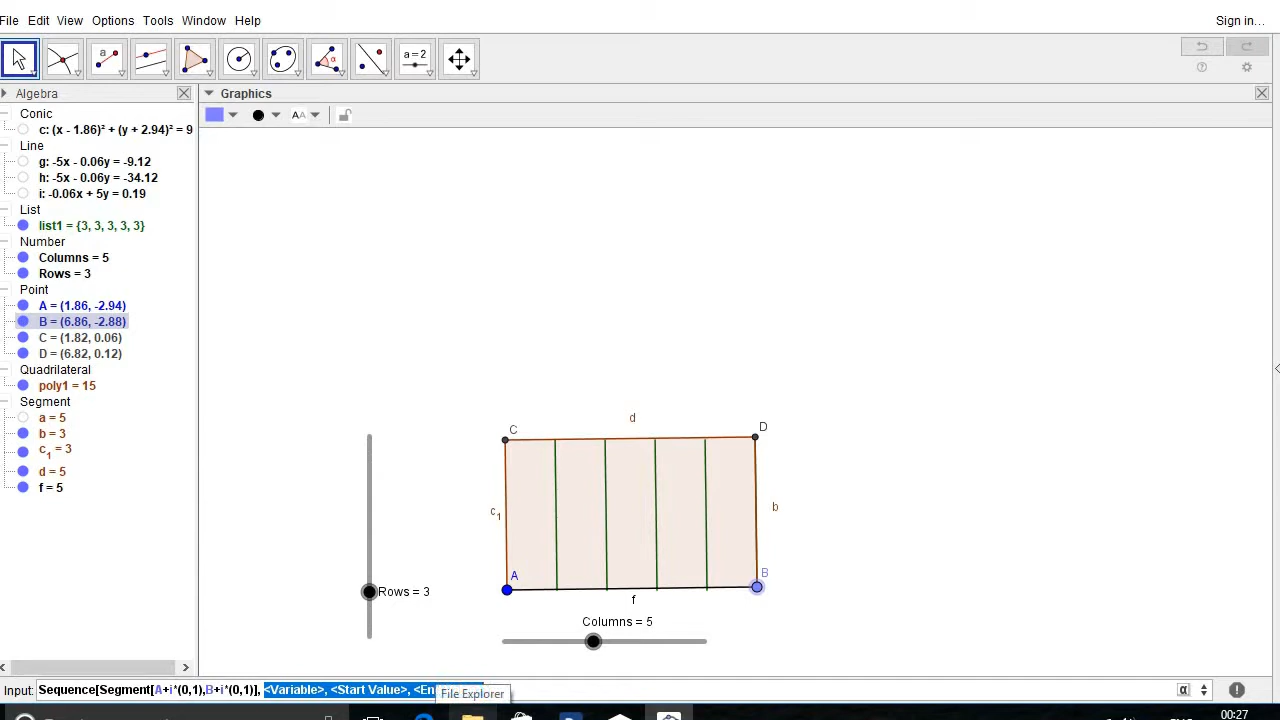 File Edit View Options Tools Window Help Sign in...
a α a = 2
Algebra
Graphics
AA
Conic
c: (x - 1.86)² + (y + 2.94)² = 9
Line
g: -5x - 0.06y = -9.12
h: -5x - 0.06y = -34.12
i: -0.06x + 5y = 0.19
List
list1 = {3, 3, 3, 3, 3}
Number
Columns = 5
Rows = 3
Point
A = (1.86, -2.94)
B = (6.86, -2.88)
C = (1.82, 0.06)
D = (6.82, 0.12)
Quadrilateral
poly1 = 15
Segment
a = 5
b = 3
c₁ = 3
d = 5
f = 5
d
C
D
c₁
b
A
B
f
Rows = 3
Columns = 5
Input: Sequence[Segment[A+i*(0,1),B+i*(0,1)], <Variable>, <Start Value>, <En
File Explorer
α
00:27